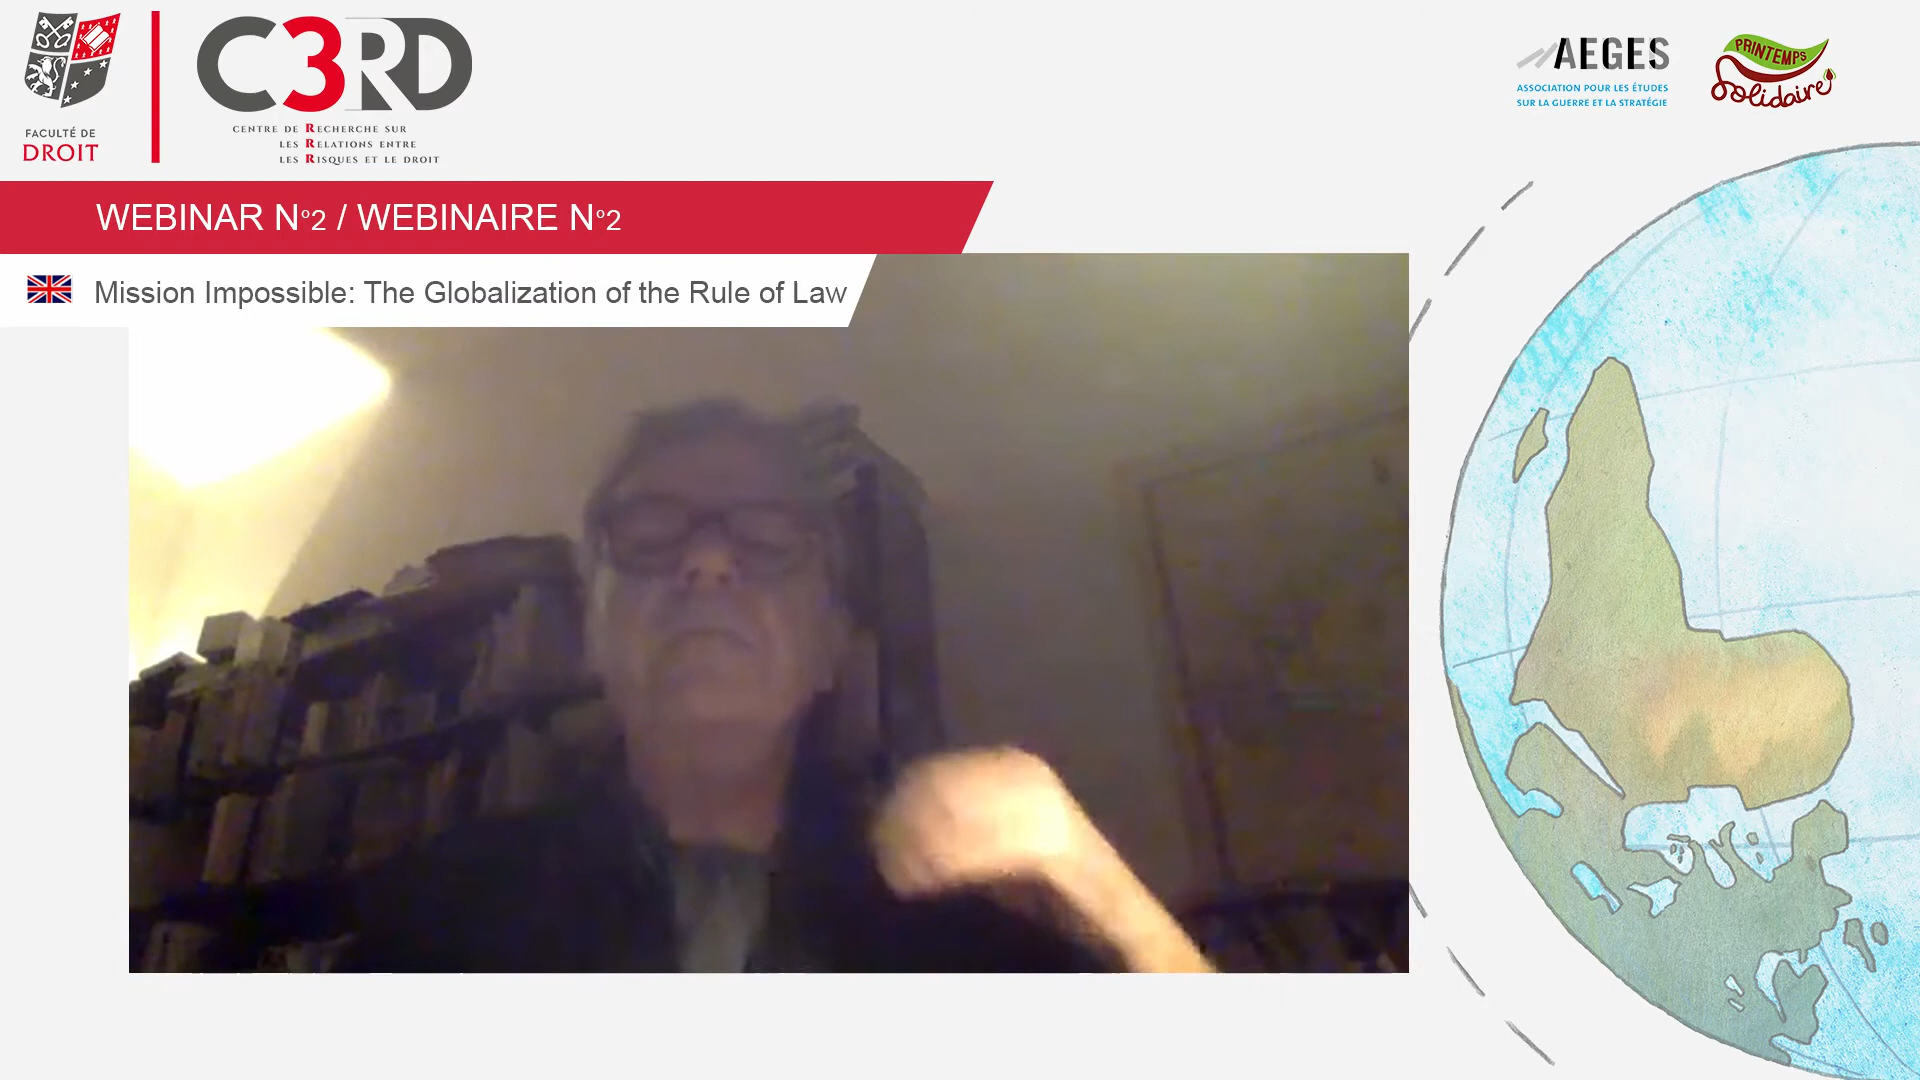 C3RD
FACULTÉ DE
DROIT
CENTRE DE RECHERCHE SUR
LES RELATIONS ENTRE
LES RISQUES ET LE DROIT
AEGES
ASSOCIATION POUR LES ÉTUDES
SUR LA GUERRE ET LA STRATÉGIE
PRINTEMPS
Solidaire
WEBINAR N°2 / WEBINAIRE N°2
Mission Impossible: The Globalization of the Rule of Law